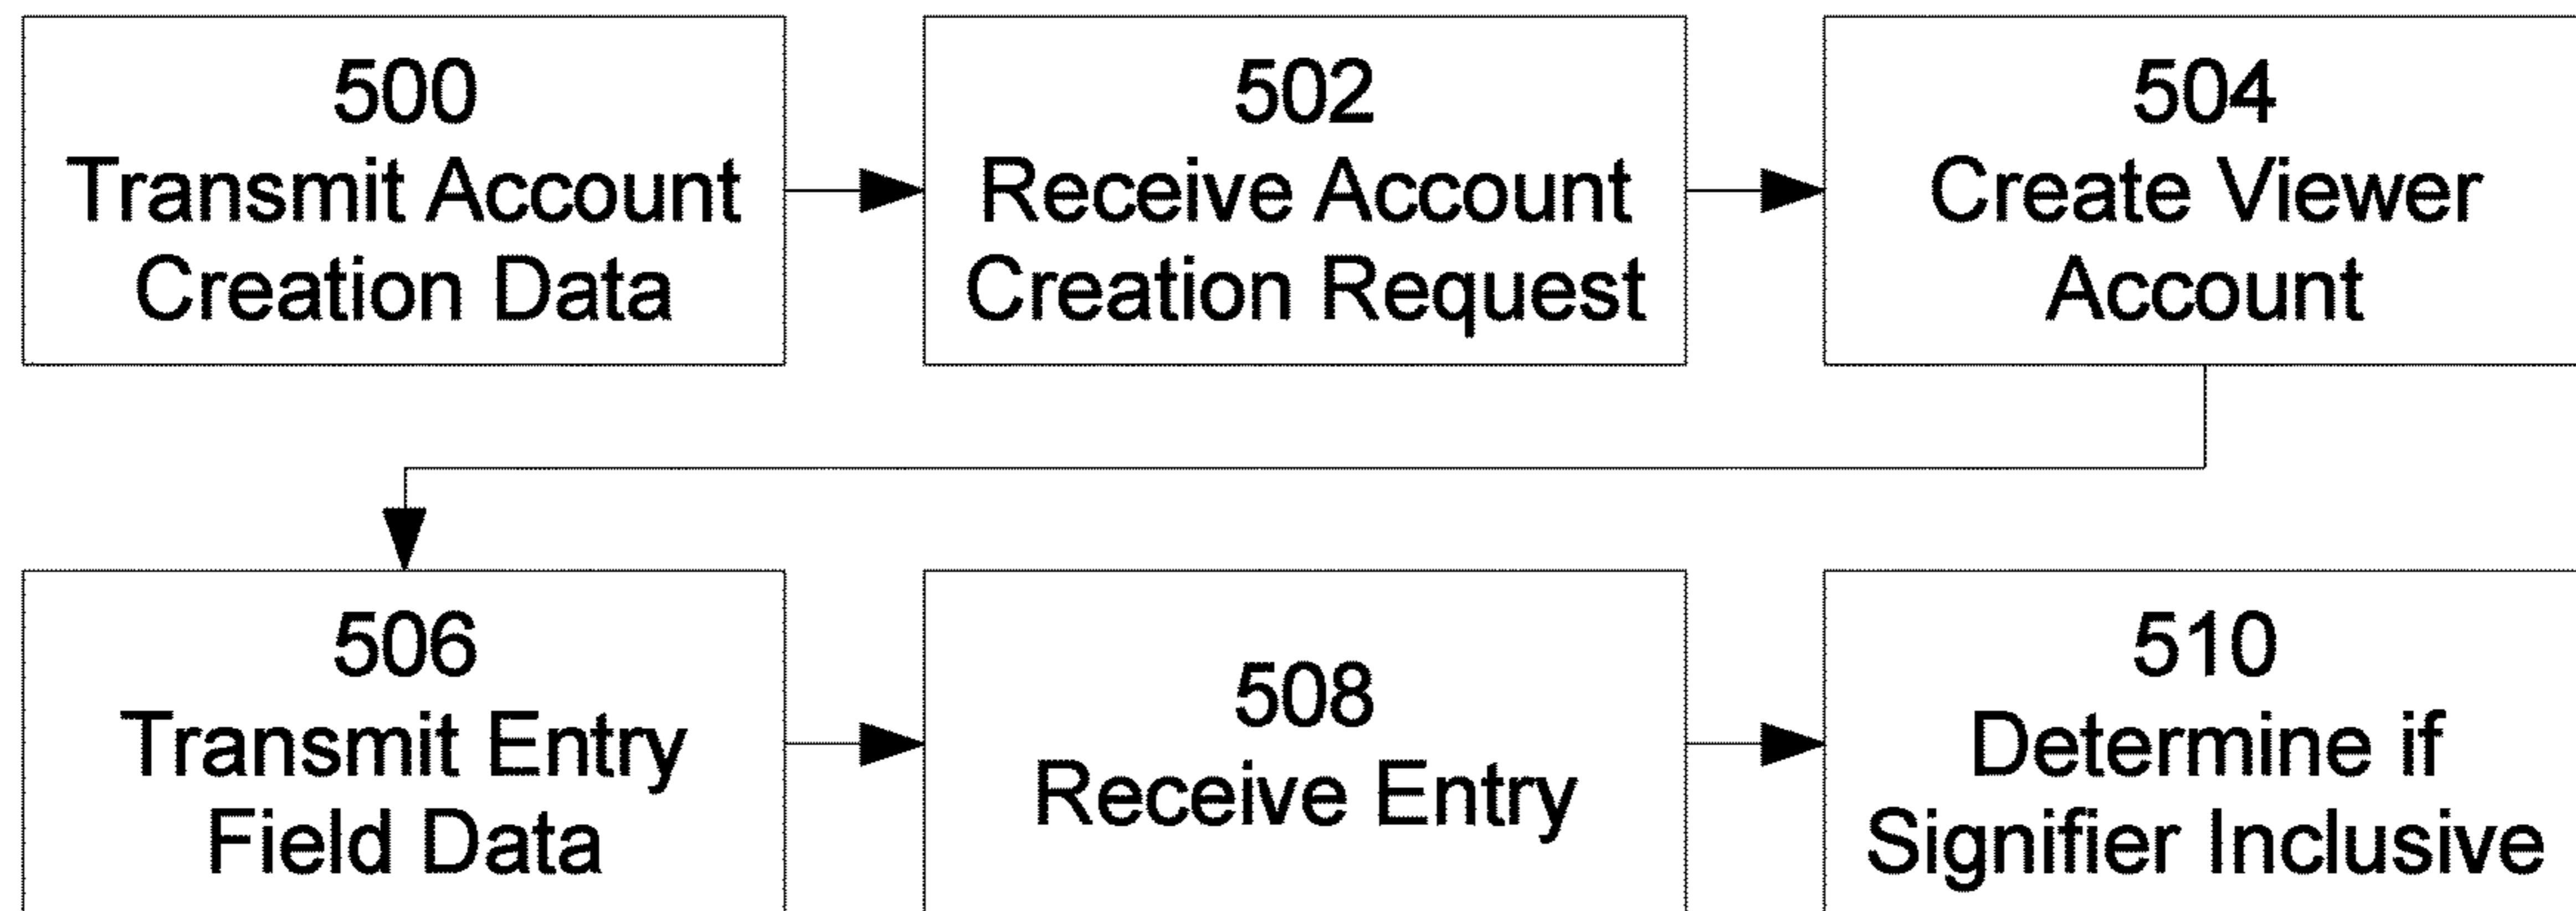 500
Transmit Account
Creation Data
502
Receive Account
Creation Request
504
Create Viewer
Account
506
Transmit Entry
Field Data
508
Receive Entry
510
Determine if
Signifier Inclusive